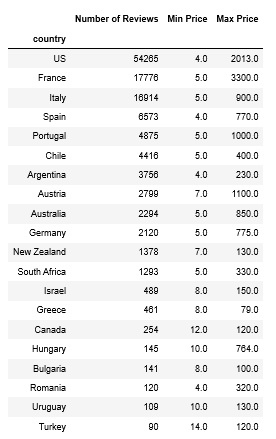 Number of Reviews Min Price Max Price
country
US 54265 4.0 2013.0
France 17776 5.0 3300.0
Italy 16914 5.0 900.0
Spain 6573 4.0 770.0
Portugal 4875 5.0 1000.0
Chile 4416 5.0 400.0
Argentina 3756 4.0 230.0
Austria 2799 7.0 1100.0
Australia 2294 5.0 850.0
Germany 2120 5.0 775.0
New Zealand 1378 7.0 130.0
South Africa 1293 5.0 330.0
Israel 489 8.0 150.0
Greece 461 8.0 79.0
Canada 254 12.0 120.0
Hungary 145 10.0 764.0
Bulgaria 141 8.0 100.0
Romania 120 4.0 320.0
Uruguay 109 10.0 130.0
Turkey 90 14.0 120.0